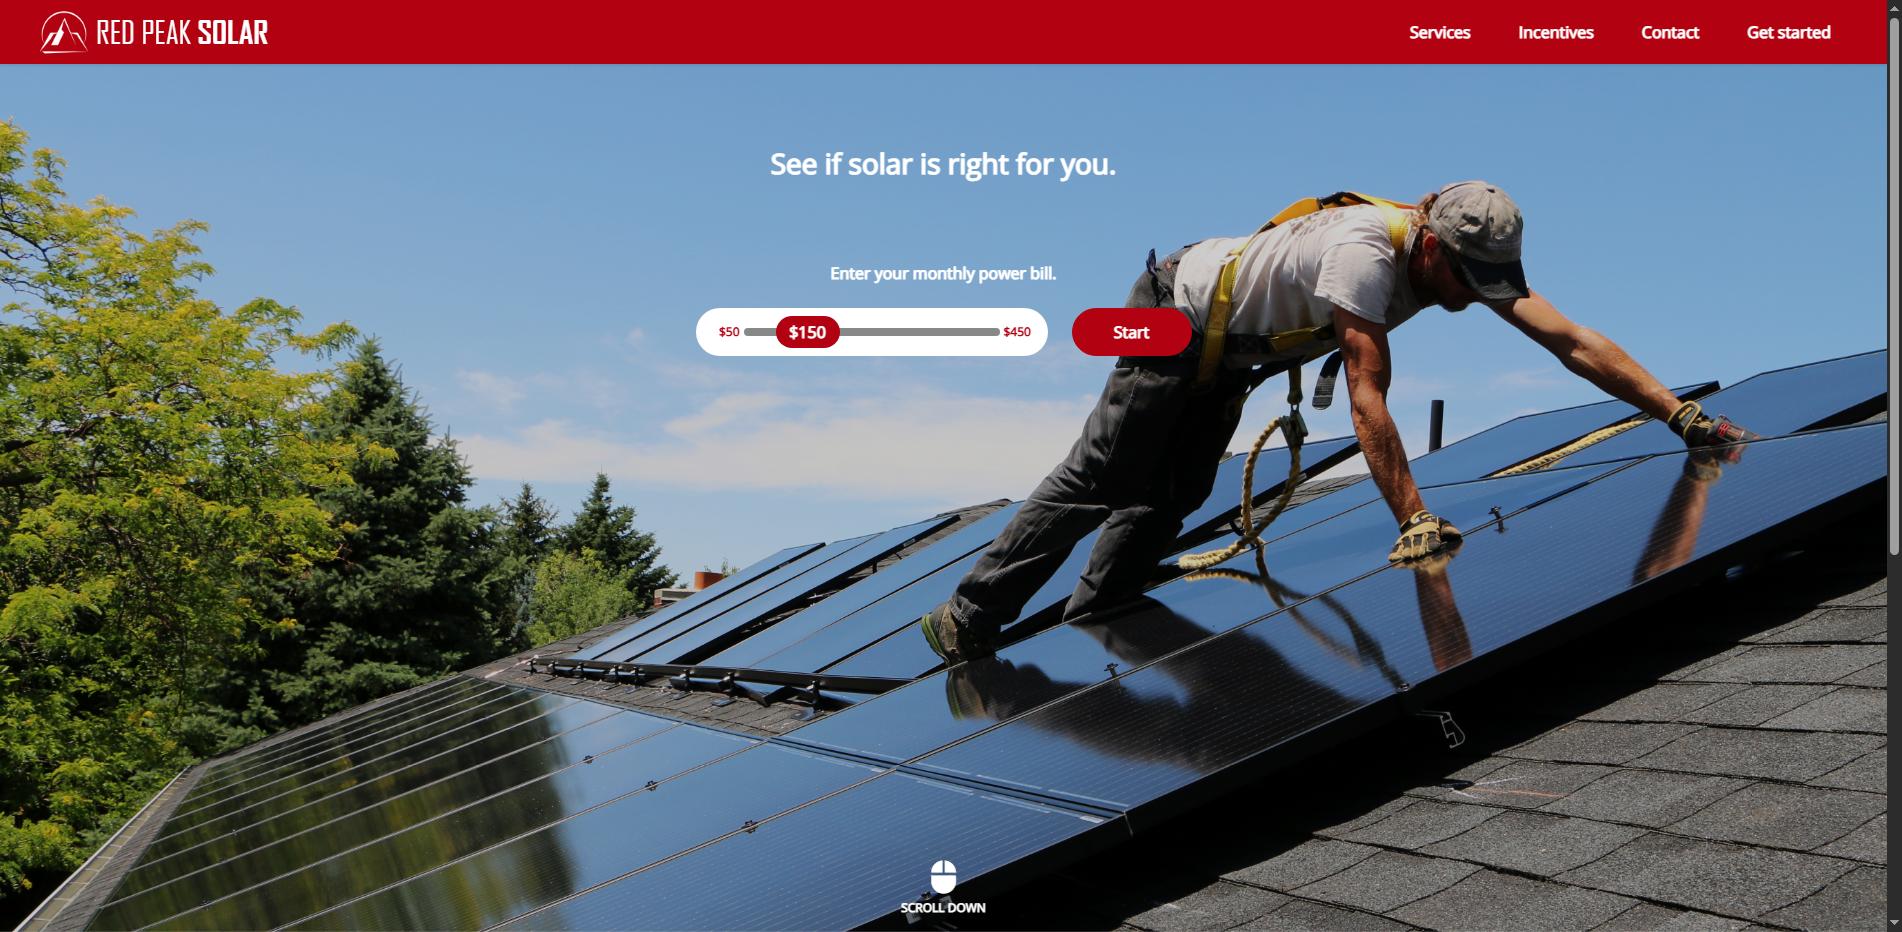 RED PEAK SOLAR
Services
Incentives
Contact
Get started
See if solar is right for you.
Enter your monthly power bill.
$50
$150
$450
Start
SCROLL DOWN